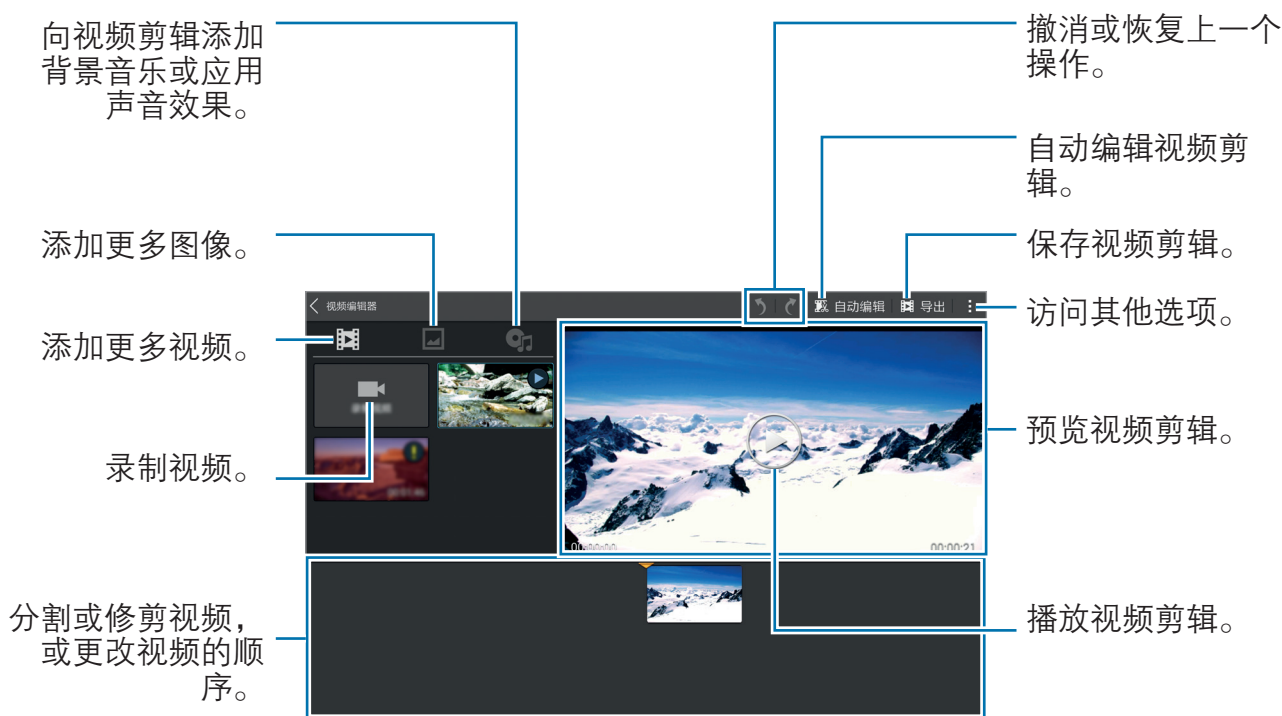 向视频剪辑添加
背景音乐或应用
声音效果。
添加更多图像。
添加更多视频。
录制视频。
分割或修剪视频，
或更改视频的顺
序。
视频编辑器
自动编辑
导出
00:00:21
撤消或恢复上一个
操作。
自动编辑视频剪
辑。
保存视频剪辑。
访问其他选项。
预览视频剪辑。
播放视频剪辑。